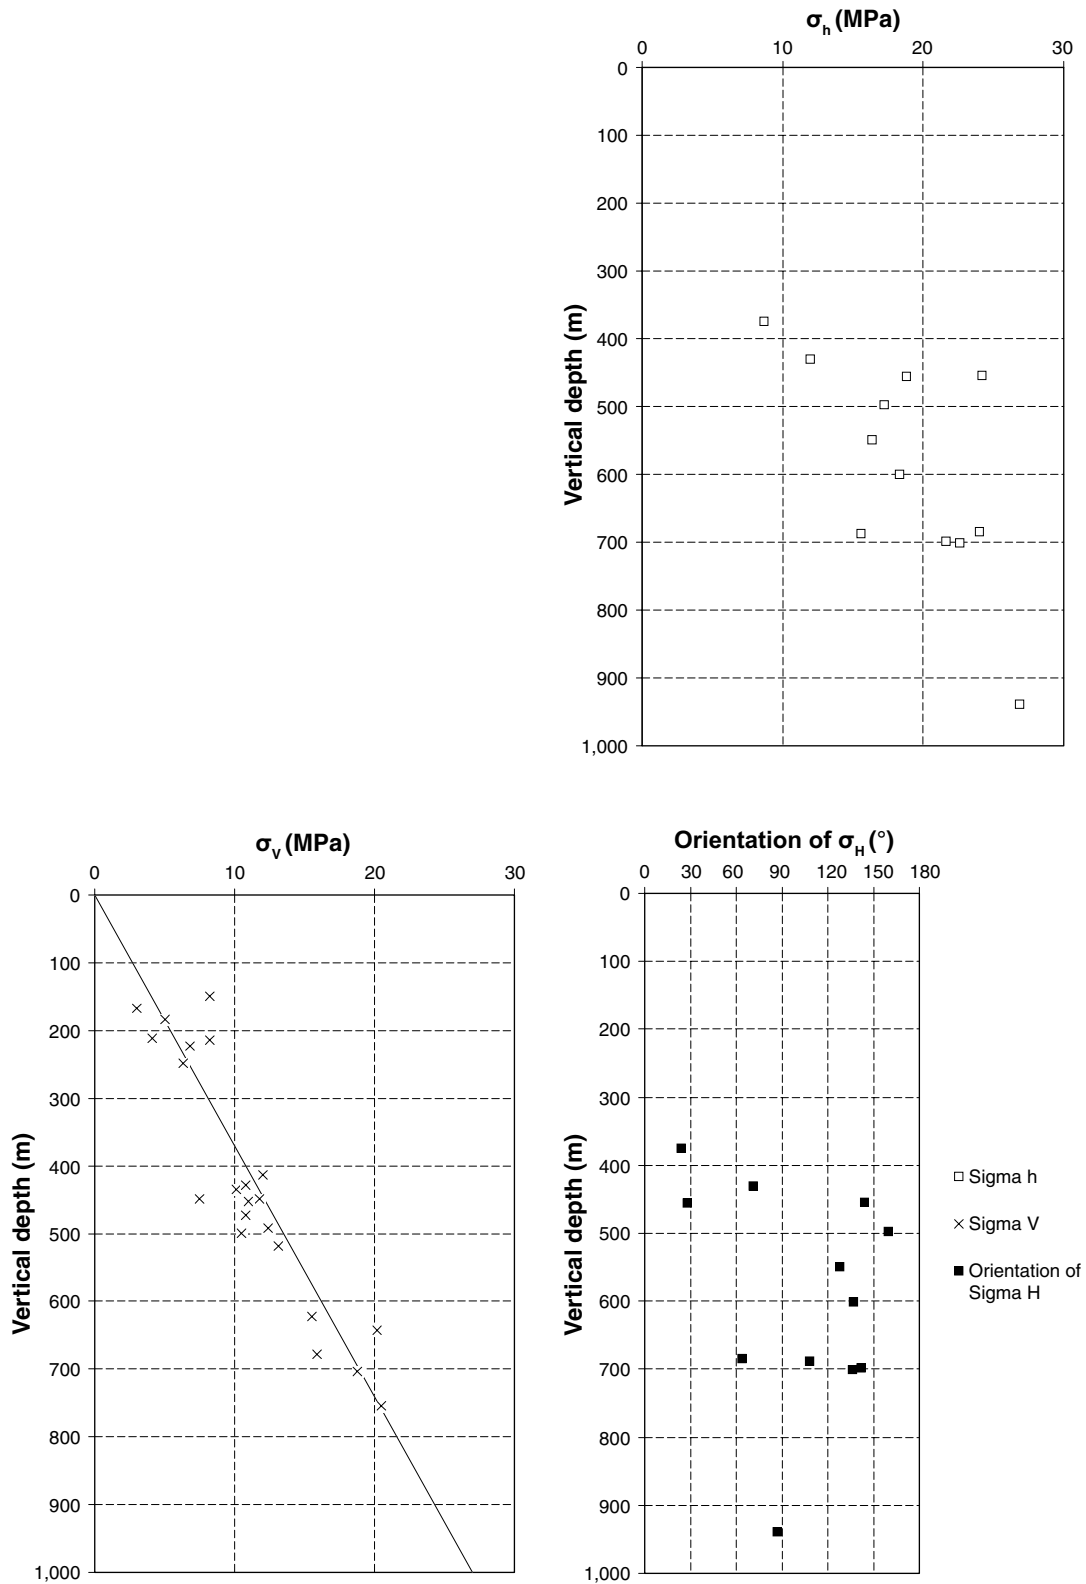 σh (MPa)
0 10 20 30
0
100
200
300
400
500
600
700
800
900
1,000
Vertical depth (m)
σV (MPa)
0 10 20 30
0
100
200
300
400
500
600
700
800
900
1,000
Vertical depth (m)
Orientation of σH (°)
0 30 60 90 120 150 180
0
100
200
300
400
500
600
700
800
900
1,000
Vertical depth (m)
Sigma h
Sigma V
Orientation of
Sigma H